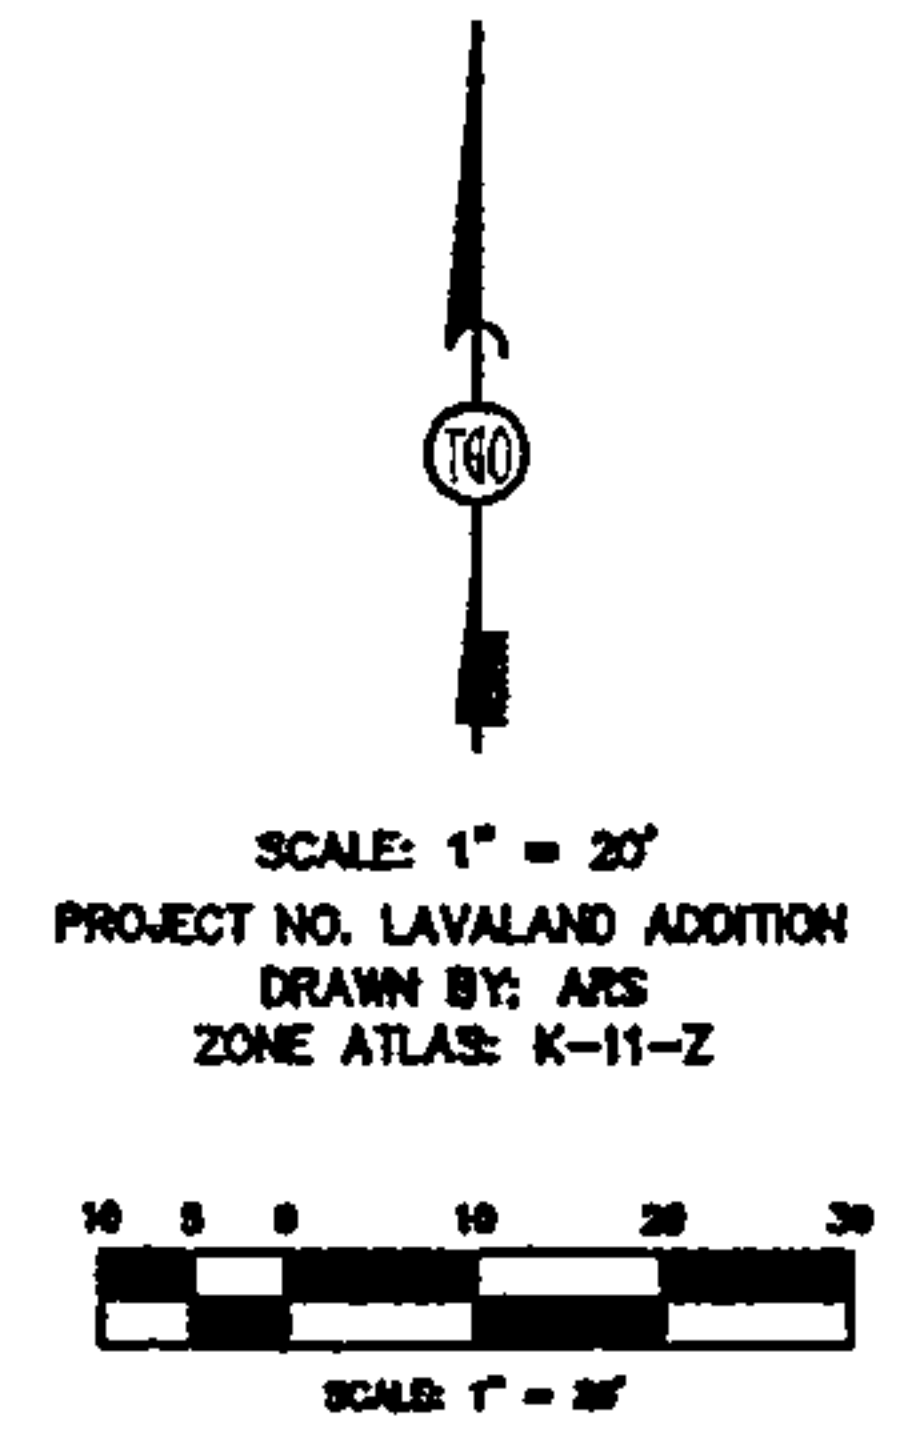 TGO
SCALE: 1" = 20'
PROJECT NO. LAVALAND ADDITION
DRAWN BY: ARS
ZONE ATLAS: K-11-Z
10 5 0 10 20 30
SCALE: 1" = 20'